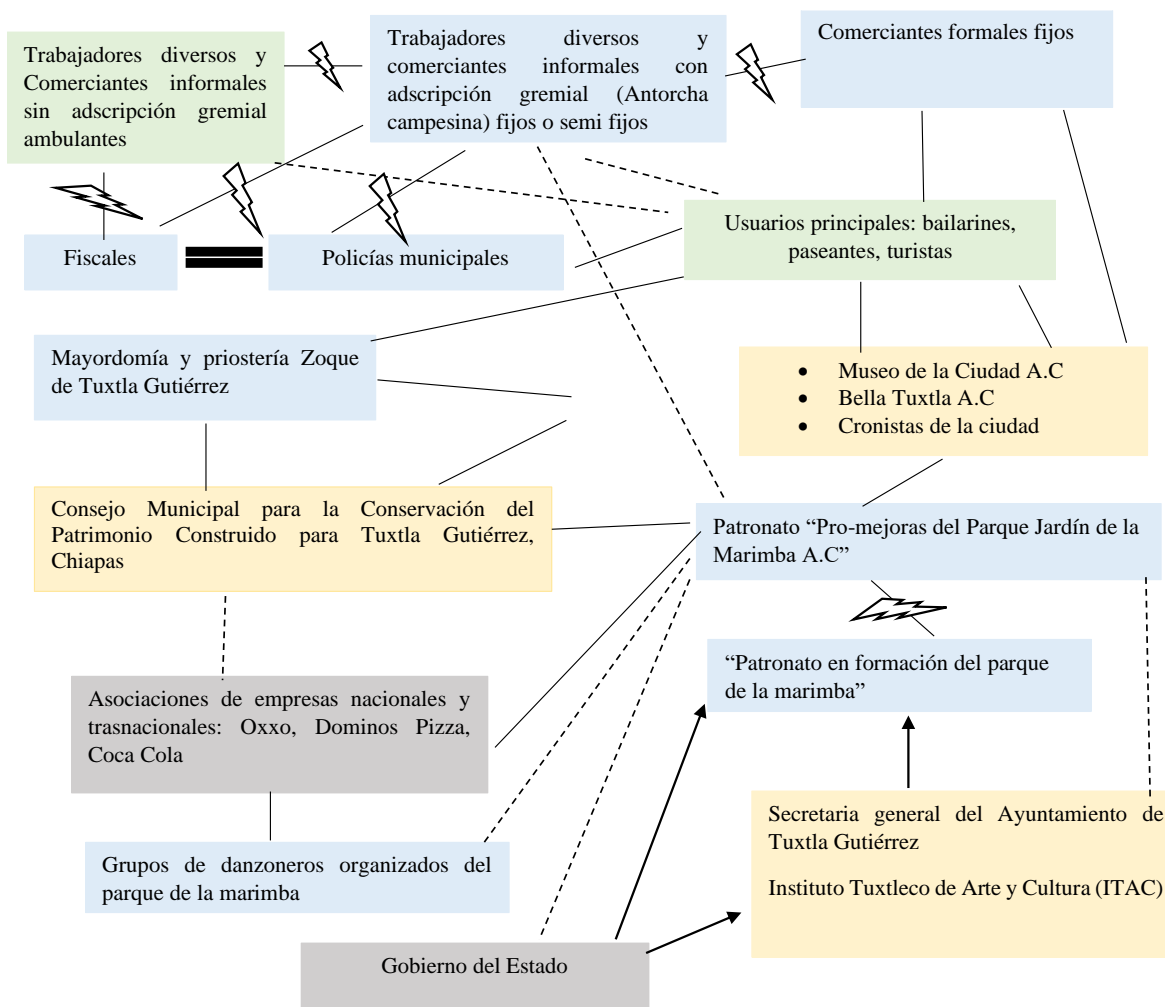 Trabajadores diversos y
Comerciantes informales
sin adscripción gremial
ambulantes
Trabajadores diversos y
comerciantes informales con
adscripción gremial (Antorcha
campesina) fijos o semi fijos
Comerciantes formales fijos
Fiscales
Policías municipales
Usuarios principales: bailarines,
paseantes, turistas
Mayordomía y priostería Zoque
de Tuxtla Gutiérrez
• Museo de la Ciudad A.C
• Bella Tuxtla A.C
• Cronistas de la ciudad
Consejo Municipal para la Conservación del
Patrimonio Construido para Tuxtla Gutiérrez,
Chiapas
Patronato “Pro-mejoras del Parque Jardín de la
Marimba A.C”
“Patronato en formación del parque
de la marimba”
Asociaciones de empresas nacionales y
trasnacionales: Oxxo, Dominos Pizza,
Coca Cola
Secretaria general del Ayuntamiento de
Tuxtla Gutiérrez
Instituto Tuxtleco de Arte y Cultura (ITAC)
Grupos de danzoneros organizados del
parque de la marimba
Gobierno del Estado